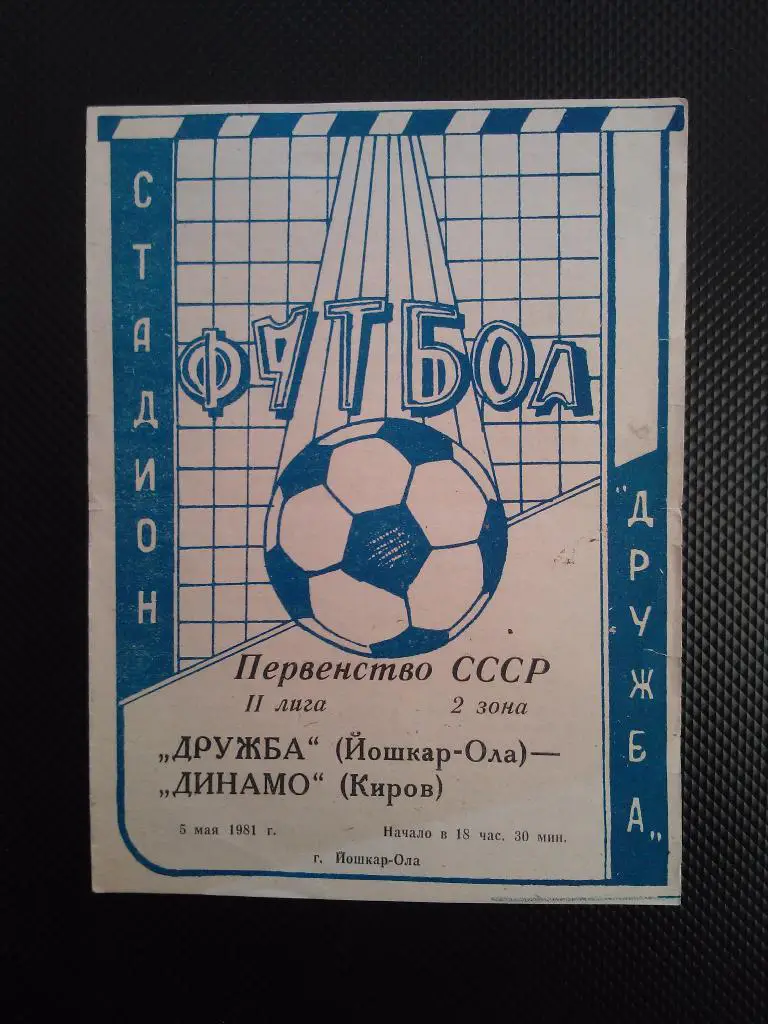 СТАДИОН
ФУТБОЛ
"ДРУЖБА"
Первенство СССР
II лига 2 зона
„ДРУЖБА“ (Йошкар-Ола)—
„ДИНАМО“ (Киров)
5 мая 1981 г. Начало в 18 час. 30 мин.
г. Йошкар-Ола